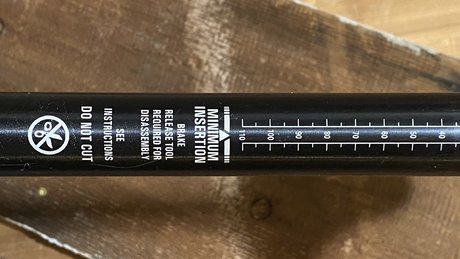 DO NOT CUT
SEE
INSTRUCTIONS
BRAKE
RELEASE TOOL
REQUIRED FOR
DISASSEMBLY
MINIMUM
INSERTION
110
100
90
80
70
60
50
40